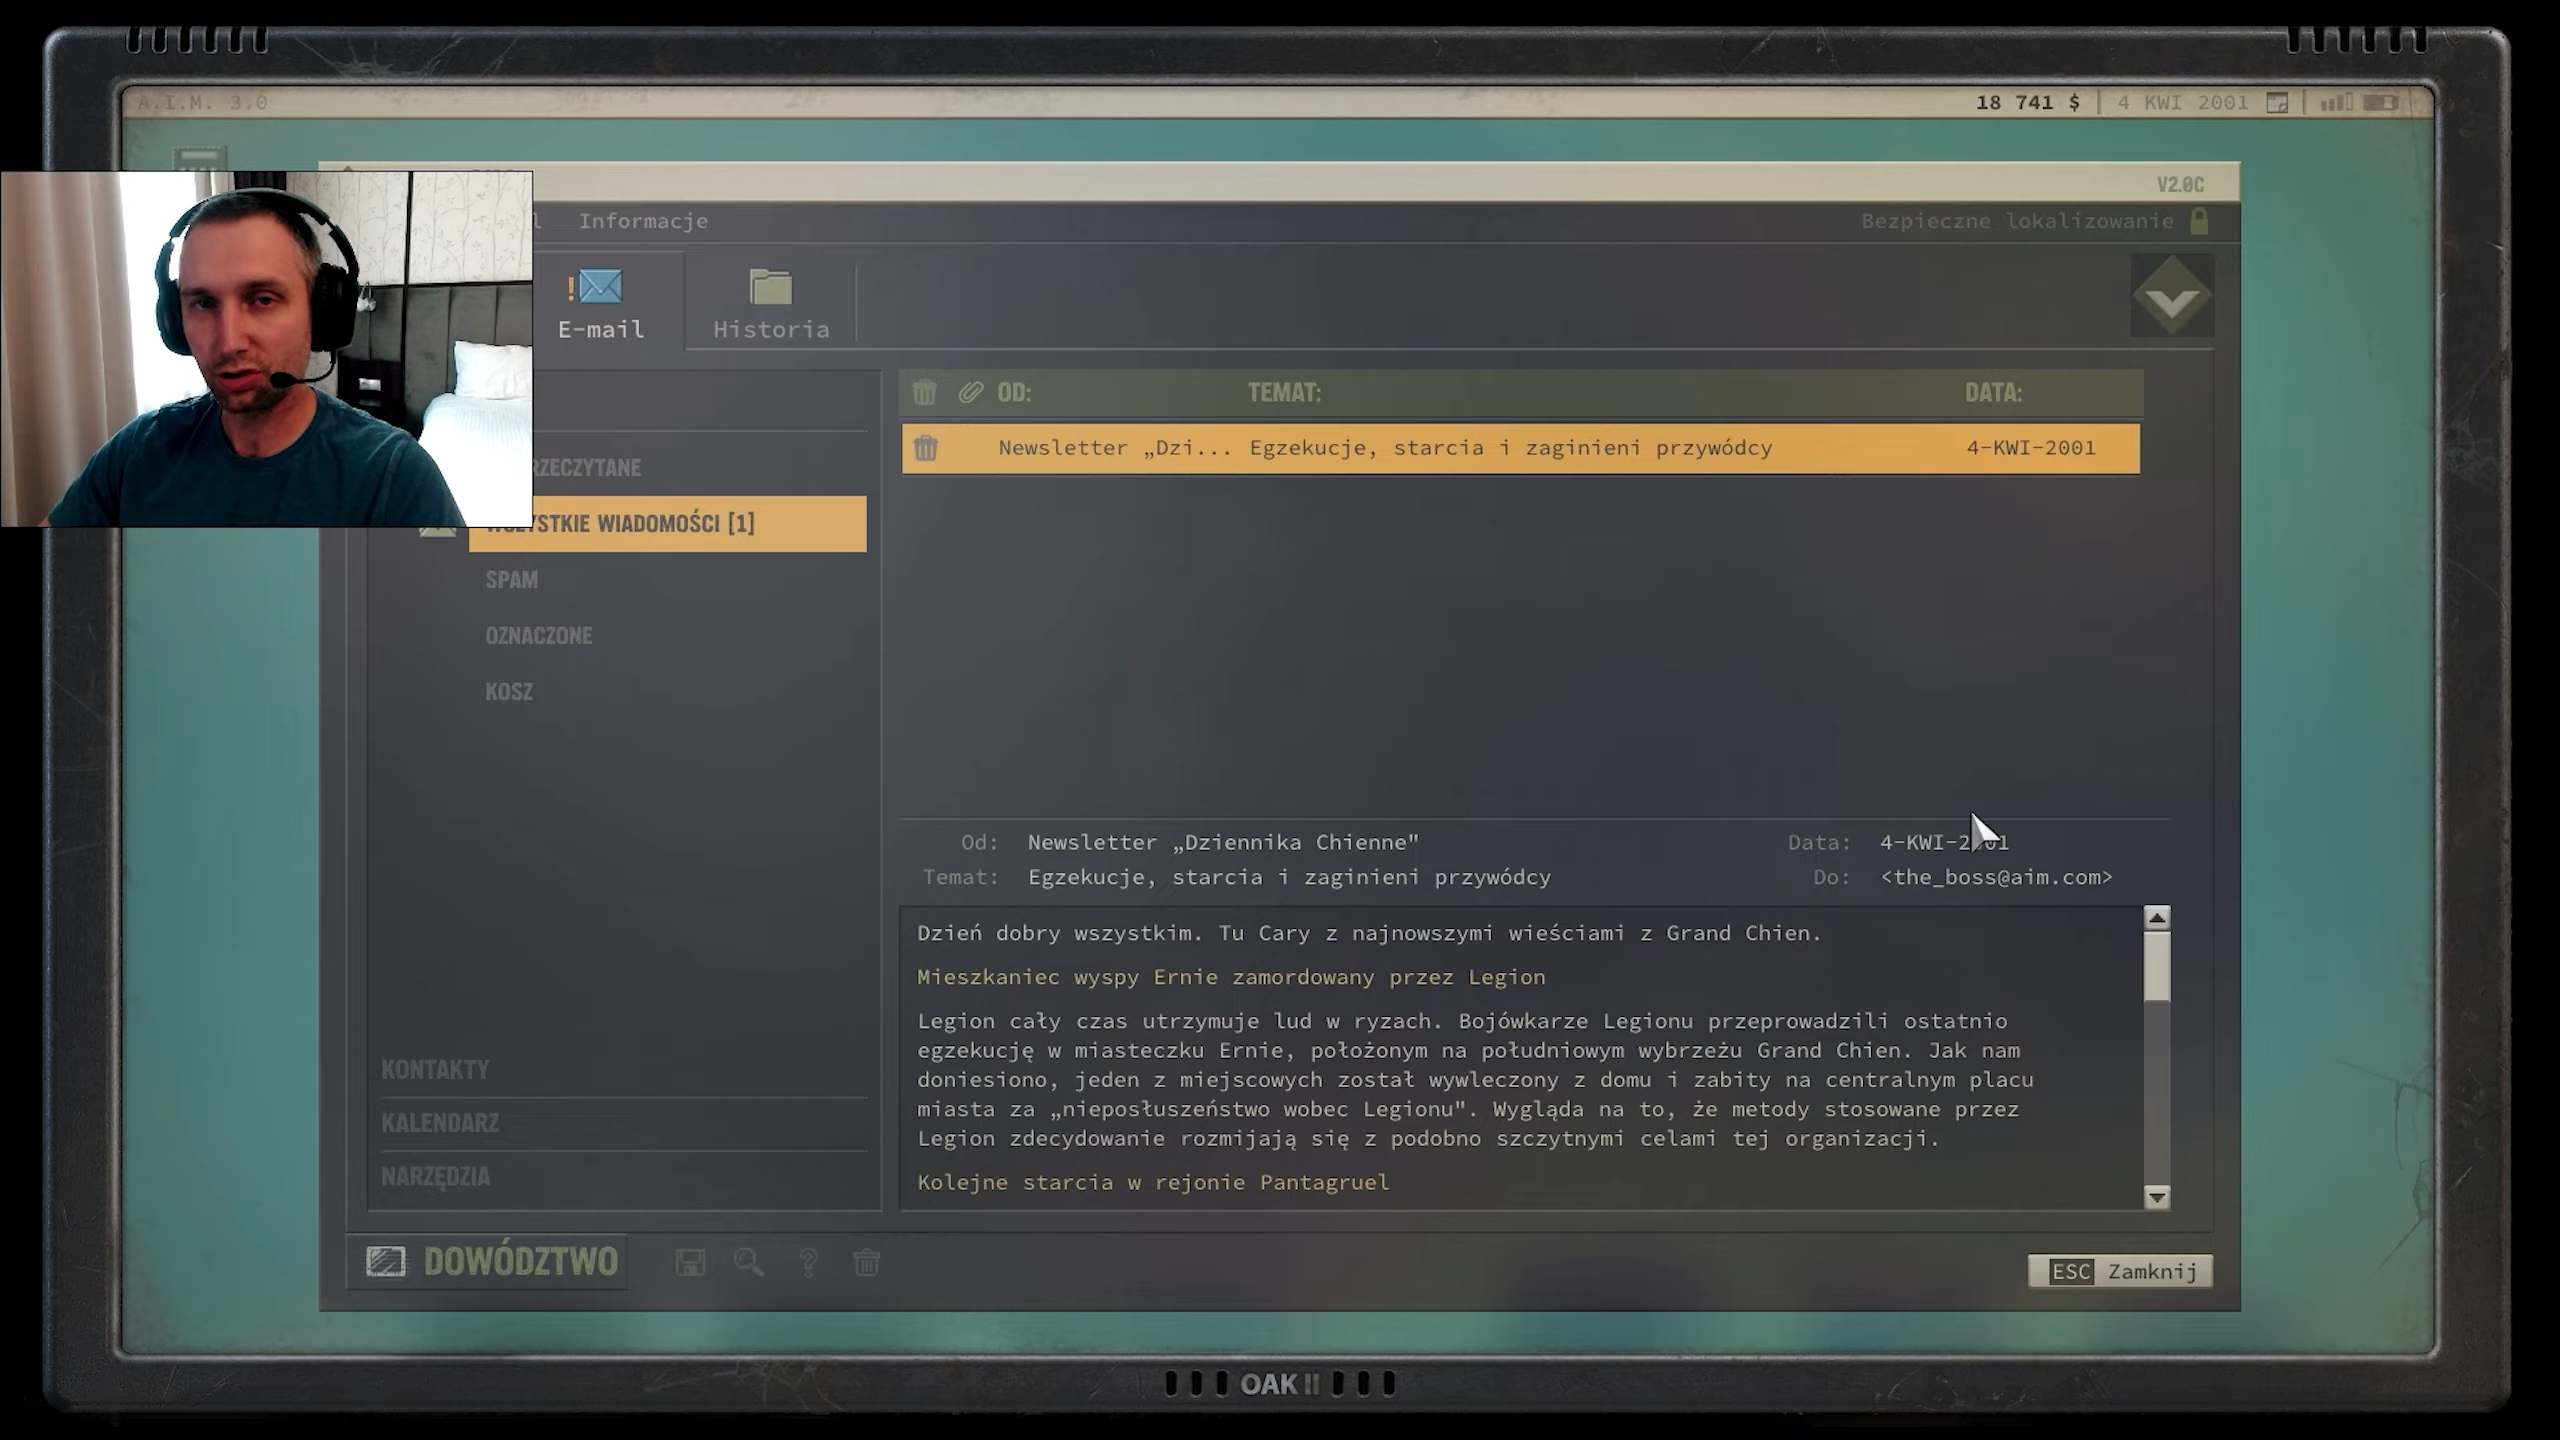 A.I.M. 3.0
18 741 $ 4 KWI 2001
V2.0C
Informacje
Bezpieczne lokalizowanie
! E-mail
Historia
OD: TEMAT: DATA:
Newsletter „Dzi... Egzekucje, starcia i zaginieni przywódcy 4-KWI-2001
WIADOMOŚCI [1]
SPAM
OZNACZONE
KOSZ
KONTAKTY
KALENDARZ
NARZĘDZIA
Od: Newsletter „Dziennika Chienne"
Data: 4-KWI-2001
Temat: Egzekucje, starcia i zaginieni przywódcy
Do: <the_boss@aim.com>
Dzień dobry wszystkim. Tu Cary z najnowszymi wieściami z Grand Chien.
Mieszkaniec wyspy Ernie zamordowany przez Legion
Legion cały czas utrzymuje lud w ryzach. Bojówkarze Legionu przeprowadzili ostatnio
egzekucję w miasteczku Ernie, położonym na południowym wybrzeżu Grand Chien. Jak nam
doniesiono, jeden z miejscowych został wywleczony z domu i zabity na centralnym placu
miasta za „nieposłuszeństwo wobec Legionu". Wygląda na to, że metody stosowane przez
Legion zdecydowanie rozmijają się z podobno szczytnymi celami tej organizacji.
Kolejne starcia w rejonie Pantagruel
DOWÓDZTWO
?
ESC Zamknij
OAK II